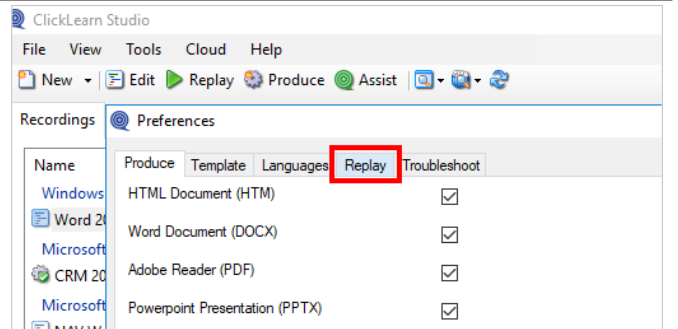 ClickLearn Studio
File View Tools Cloud Help
New Edit Replay Produce Assist
Recordings
Preferences
Name
Produce Template Languages Replay Troubleshoot
Windows
HTML Document (HTM)
Word 20
Word Document (DOCX)
Microsoft
CRM 20
Adobe Reader (PDF)
Microsoft
Powerpoint Presentation (PPTX)